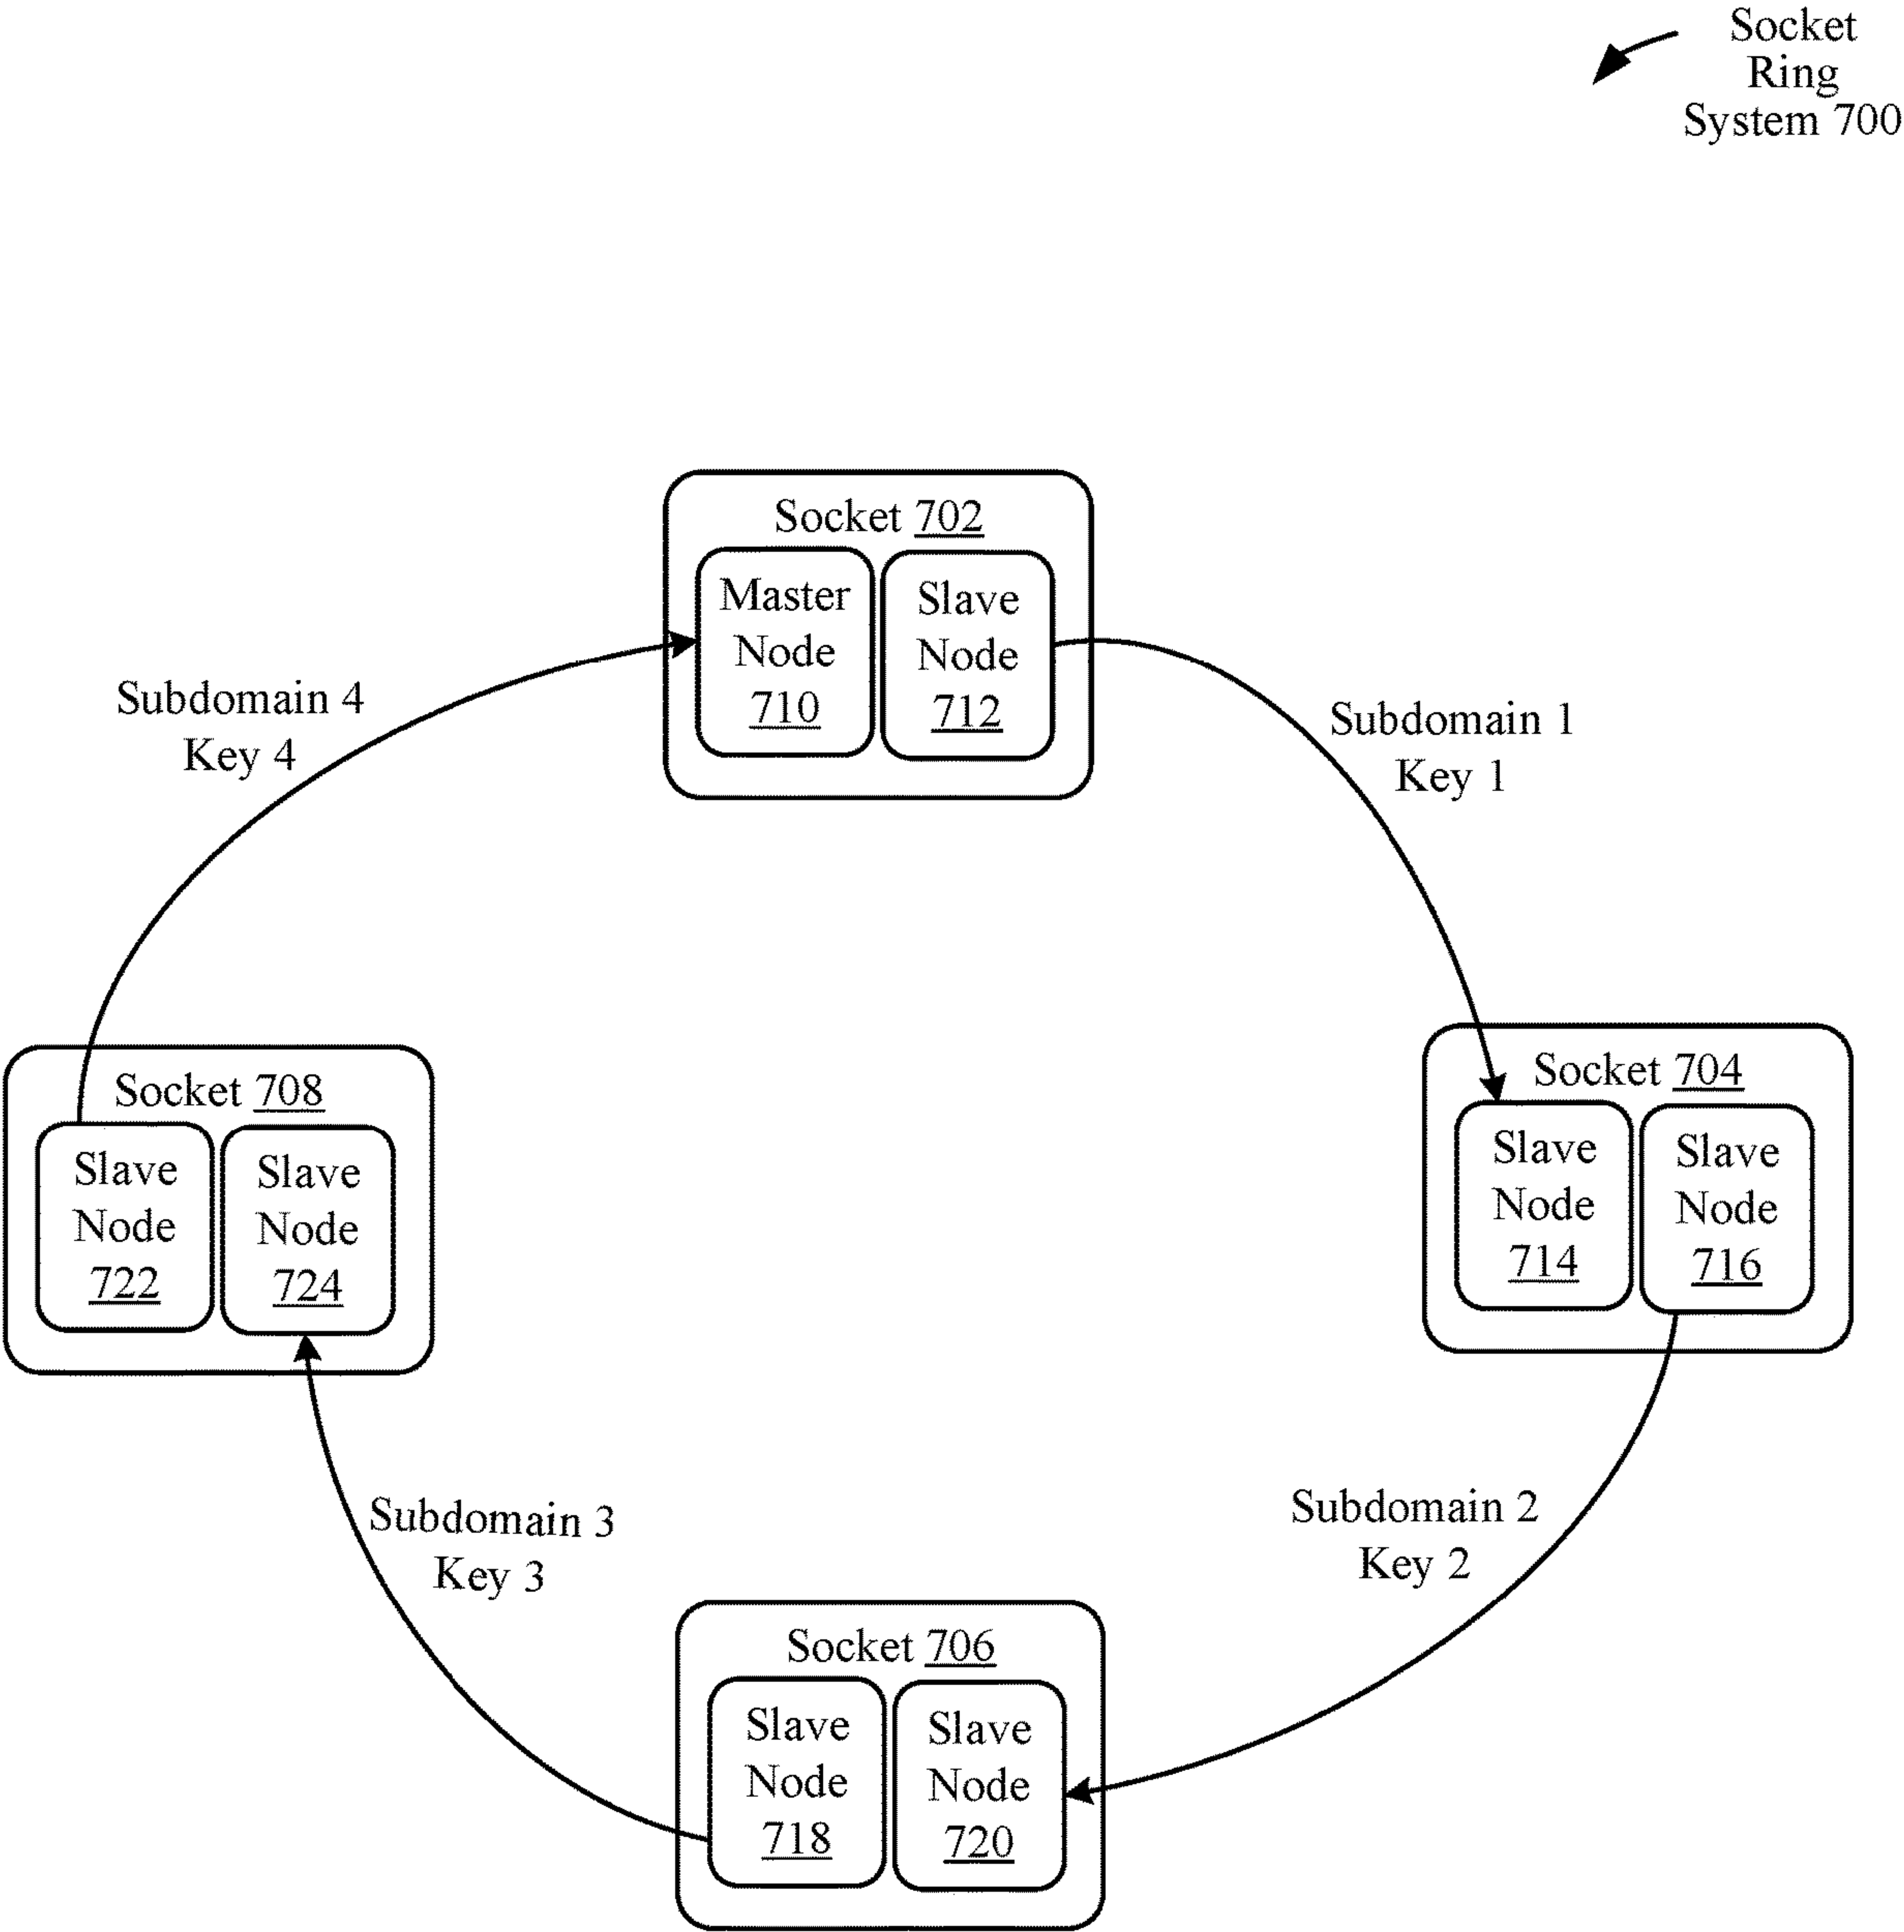 Socket
Ring
System 700
Socket 702
Master
Node
710
Slave
Node
712
Subdomain 4
Key 4
Subdomain 1
Key 1
Socket 708
Slave
Node
722
Slave
Node
724
Socket 704
Slave
Node
714
Slave
Node
716
Subdomain 3
Key 3
Subdomain 2
Key 2
Socket 706
Slave
Node
718
Slave
Node
720